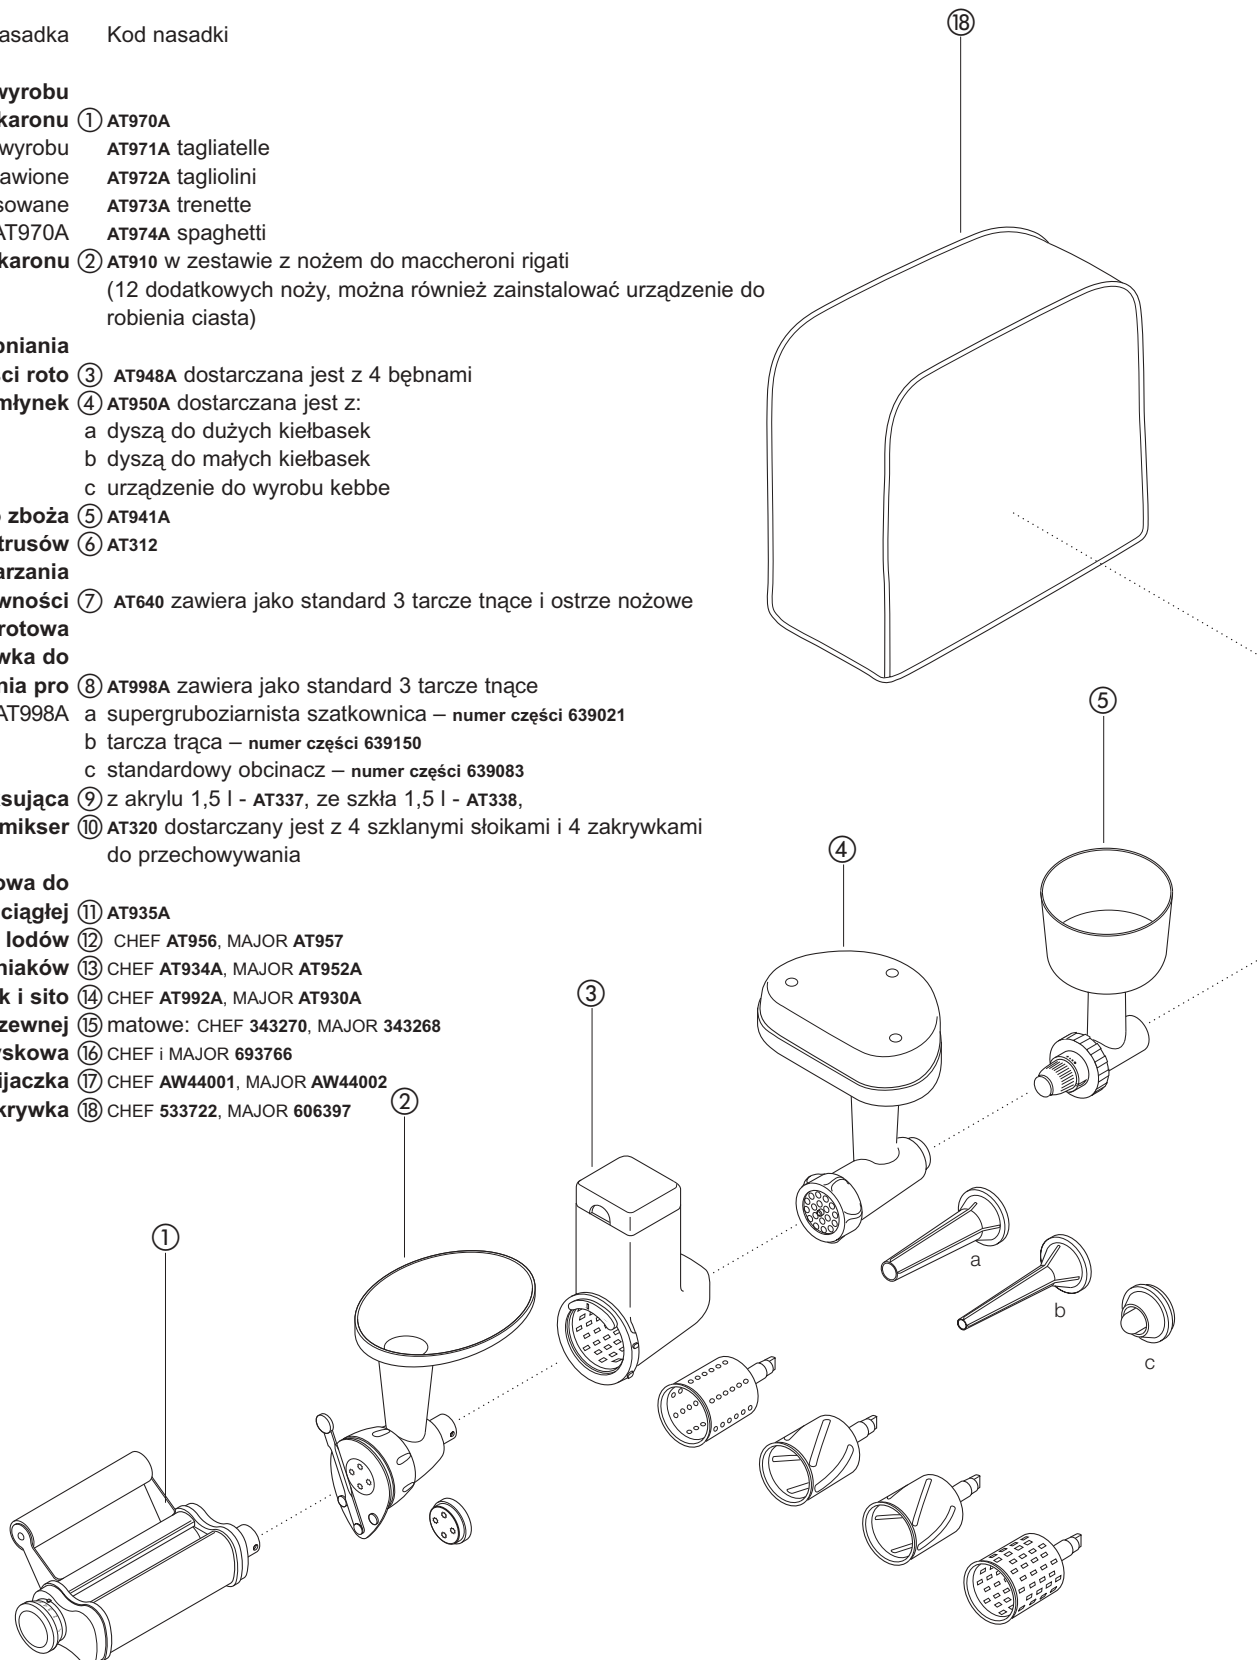 asadka Kod nasadki
wyrobu
karonu ① AT970A
wyrobu AT971A tagliatelle
awione AT972A tagliolini
sowane AT973A trenette
AT970A AT974A spaghetti
karonu ② AT910 w zestawie z nożem do maccheroni rigati
(12 dodatkowych noży, można również zainstalować urządzenie do
robienia ciasta)
bniania
ci roto ③ AT948A dostarczana jest z 4 bębnami
młynek ④ AT950A dostarczana jest z:
a dyszą do dużych kiełbasek
b dyszą do małych kiełbasek
c urządzenie do wyrobu kebbe
zboża ⑤ AT941A
trusów ⑥ AT312
arzania
wności ⑦ AT640 zawiera jako standard 3 tarcze tnące i ostrze nożowe
rotowa
wka do
nia pro ⑧ AT998A zawiera jako standard 3 tarcze tnące
AT998A a supergruboziarnista szatkownica – numer części 639021
b tarcza trąca – numer części 639150
c standardowy obcinacz – numer części 639083
sująca ⑨ z akrylu 1,5 l - AT337, ze szkła 1,5 l - AT338,
mikser ⑩ AT320 dostarczany jest z 4 szklanymi słoikami i 4 zakrywkami
do przechowywania
owa do
ciągłej ⑪ AT935A
lodów ⑫ CHEF AT956, MAJOR AT957
niaków ⑬ CHEF AT934A, MAJOR AT952A
k i sito ⑭ CHEF AT992A, MAJOR AT930A
zewnej ⑮ matowe: CHEF 343270, MAJOR 343268
yskowa ⑯ CHEF i MAJOR 693766
ijaczka ⑰ CHEF AW44001, MAJOR AW44002
krywka ⑱ CHEF 533722, MAJOR 606397
⑱
⑤
④
③
②
①
a
b
c